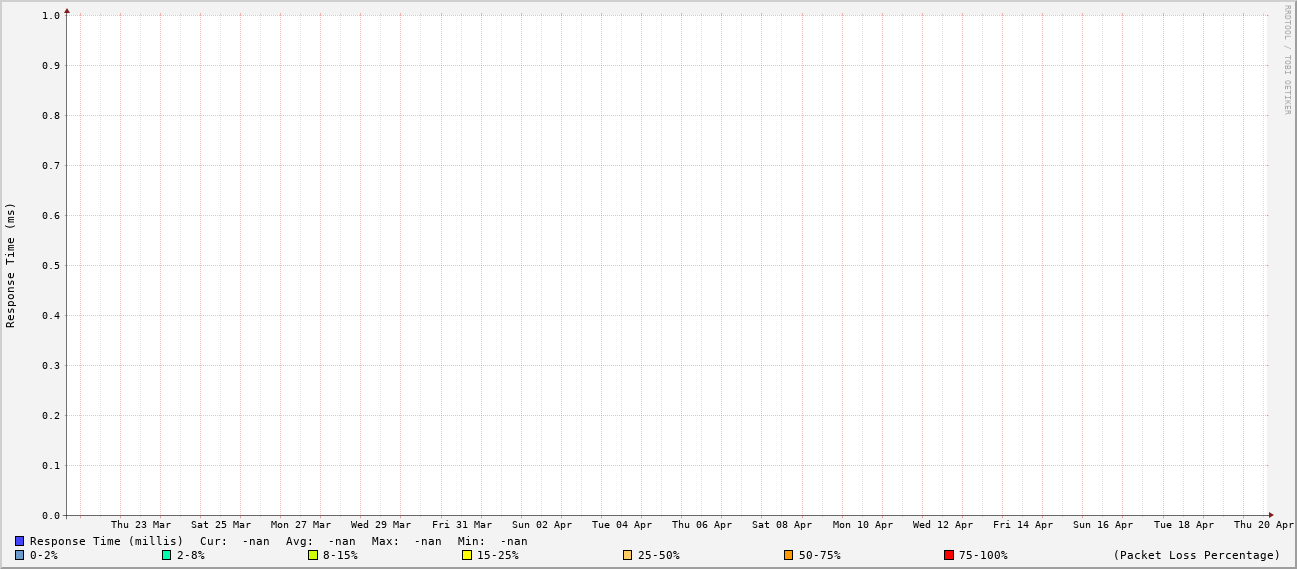 RRDTOOL / TOBI OETIKER
Response Time (ms)
1.0
0.9
0.8
0.7
0.6
0.5
0.4
0.3
0.2
0.1
0.0
Thu 23 Mar Sat 25 Mar Mon 27 Mar Wed 29 Mar Fri 31 Mar Sun 02 Apr Tue 04 Apr Thu 06 Apr Sat 08 Apr Mon 10 Apr Wed 12 Apr Fri 14 Apr Sun 16 Apr Tue 18 Apr Thu 20 Apr
Response Time (millis) Cur: -nan Avg: -nan Max: -nan Min: -nan
0-2% 2-8% 8-15% 15-25% 25-50% 50-75% 75-100% (Packet Loss Percentage)